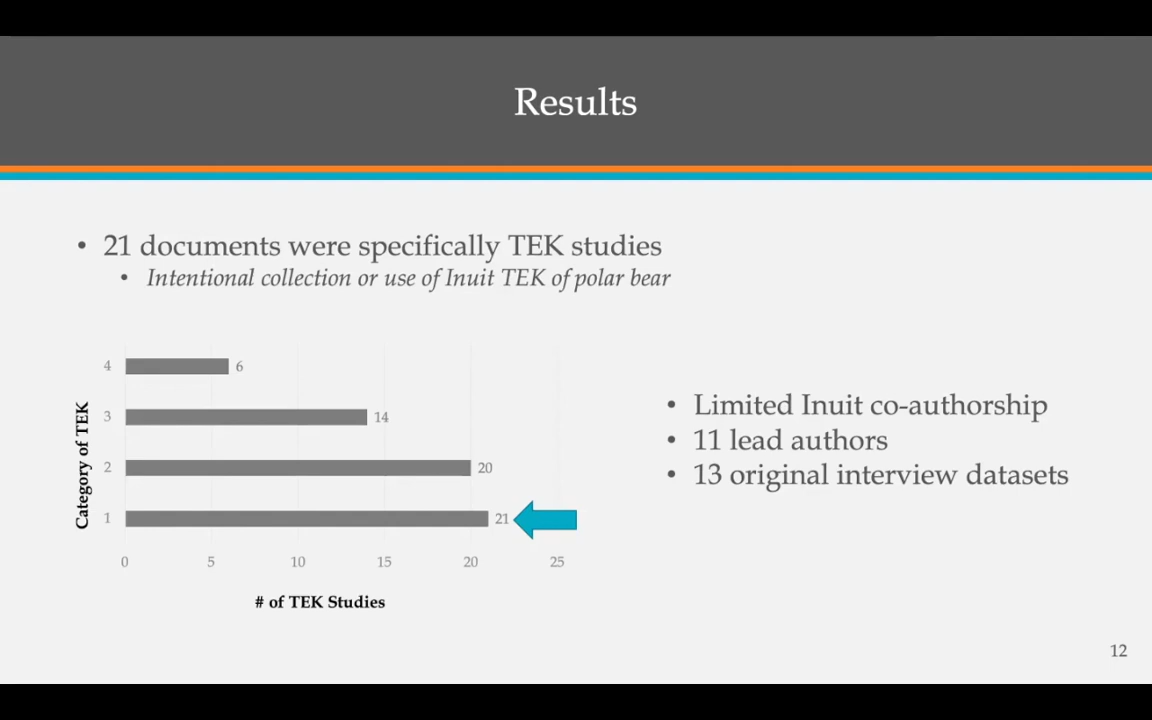 Results
• 21 documents were specifically TEK studies
• Intentional collection or use of Inuit TEK of polar bear
Category of TEK
4 6
3 14
2 20
1 21
0 5 10 15 20 25
# of TEK Studies
• Limited Inuit co-authorship
• 11 lead authors
• 13 original interview datasets
12